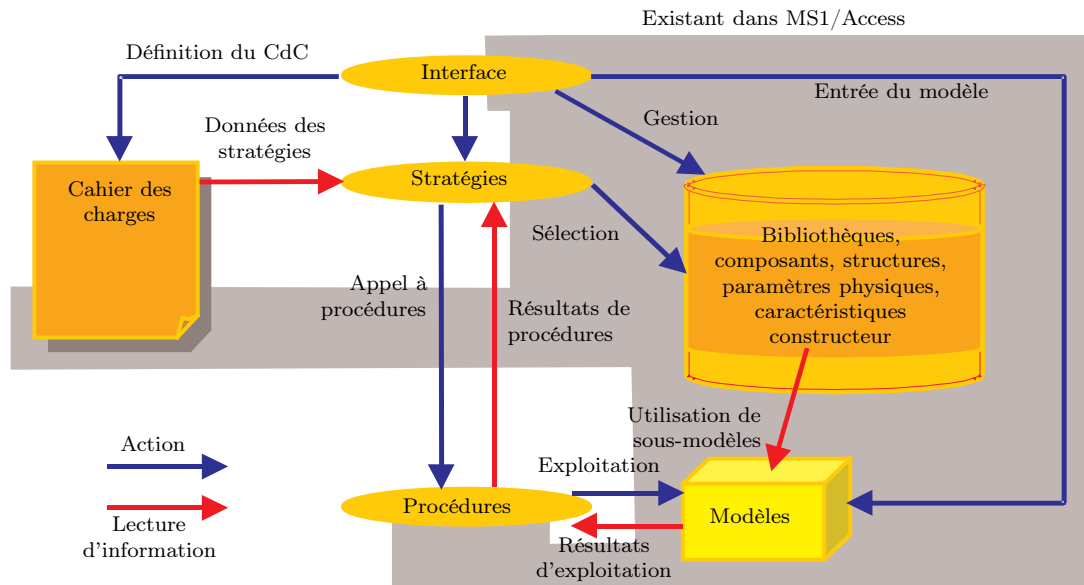 Existant dans MS1/Access
Définition du CdC
Interface
Entrée du modèle
Gestion
Données des
stratégies
Cahier des
charges
Stratégies
Sélection
Bibliothèques,
composants, structures,
paramètres physiques,
caractéristiques
constructeur
Appel à
procédures
Résultats de
procédures
Utilisation de
sous-modèles
Action
Exploitation
Procédures
Modèles
Lecture
d'information
Résultats
d'exploitation